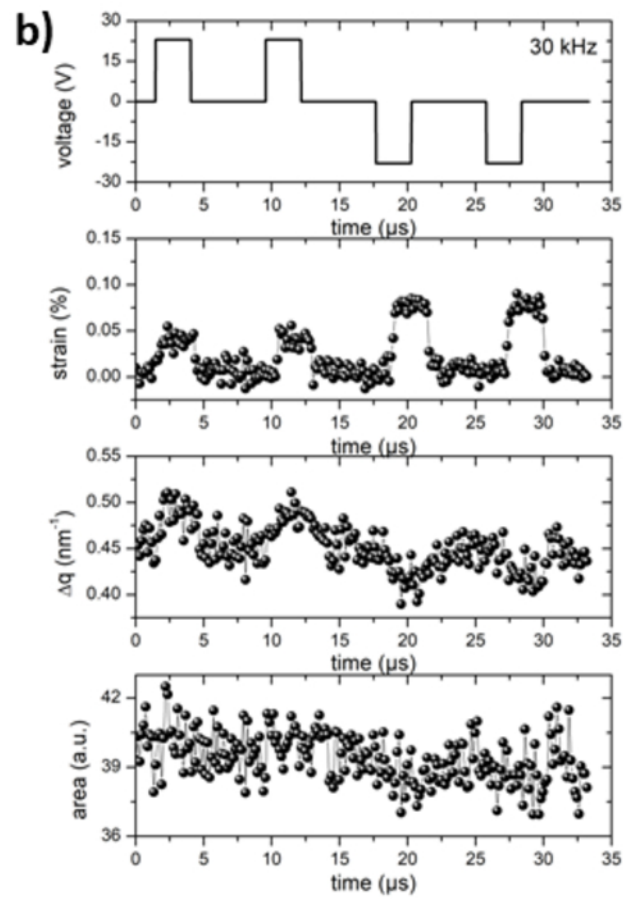 b)
30 kHz
voltage (V)
30
15
0
-15
-30
0 5 10 15 20 25 30 35
time (μs)
strain (%)
0.15
0.10
0.05
0.00
0 5 10 15 20 25 30 35
time (μs)
Δq (nm⁻¹)
0.55
0.50
0.45
0.40
0 5 10 15 20 25 30 35
time (μs)
area (a.u.)
42
39
36
0 5 10 15 20 25 30 35
time (μs)